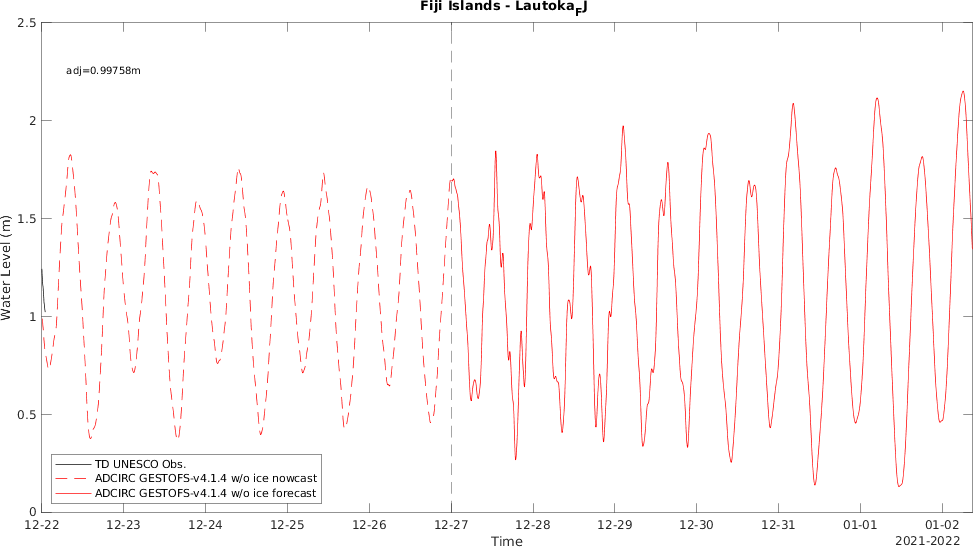 Fiji Islands - Lautoka_FJ
adj=0.99758m
Water Level (m)
2.5
2
1.5
1
0.5
0
TD UNESCO Obs.
ADCIRC GESTOFS-v4.1.4 w/o ice nowcast
ADCIRC GESTOFS-v4.1.4 w/o ice forecast
12-22 12-23 12-24 12-25 12-26 12-27 12-28 12-29 12-30 12-31 01-01 01-02
Time
2021-2022